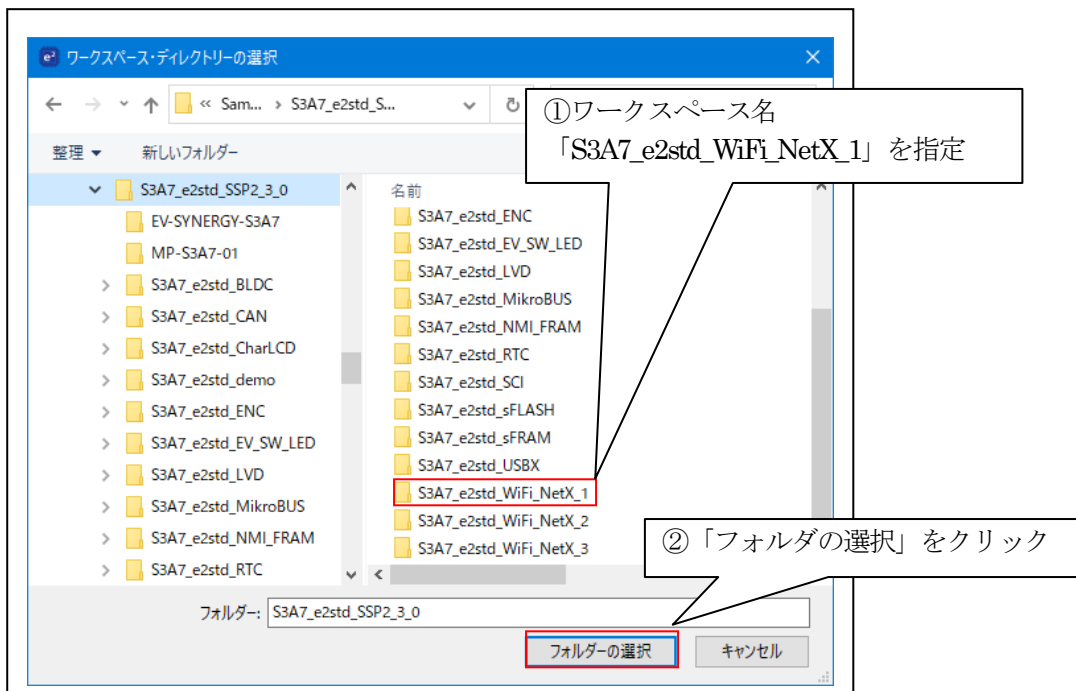 ワークスペース・ディレクトリーの選択
« Sam... › S3A7_e2std_S...
①ワークスペース名
「S3A7_e2std_WiFi_NetX_1」を指定
整理 新しいフォルダー
S3A7_e2std_SSP2_3_0
EV-SYNERGY-S3A7
MP-S3A7-01
S3A7_e2std_BLDC
S3A7_e2std_CAN
S3A7_e2std_CharLCD
S3A7_e2std_demo
S3A7_e2std_ENC
S3A7_e2std_EV_SW_LED
S3A7_e2std_LVD
S3A7_e2std_MikroBUS
S3A7_e2std_NMI_FRAM
S3A7_e2std_RTC
名前
S3A7_e2std_ENC
S3A7_e2std_EV_SW_LED
S3A7_e2std_LVD
S3A7_e2std_MikroBUS
S3A7_e2std_NMI_FRAM
S3A7_e2std_RTC
S3A7_e2std_SCI
S3A7_e2std_sFLASH
S3A7_e2std_sFRAM
S3A7_e2std_USBX
S3A7_e2std_WiFi_NetX_1
S3A7_e2std_WiFi_NetX_2
S3A7_e2std_WiFi_NetX_3
②「フォルダの選択」をクリック
フォルダー: S3A7_e2std_SSP2_3_0
フォルダーの選択 キャンセル